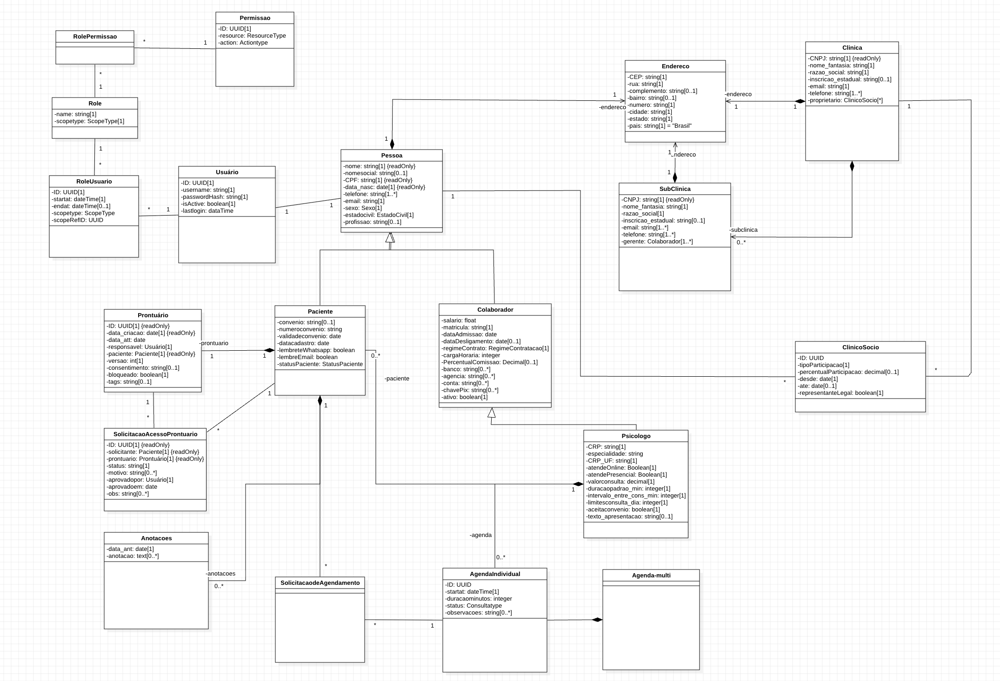 Permissao
-ID: UUID[1]
-resource: ResourceType
-action: Actiontype
RolePermissao
*
1
*
1
Role
-name: string[1]
-scopetype: ScopeType[1]
1
*
RoleUsuario
-ID: UUID[1]
-startat: dateTime[1]
-endat: dateTime[0..1]
-scopetype: ScopeType
-scopeRefID: UUID
*
1
Usuário
-ID: UUID[1]
-username: string[1]
-passwordHash: string[1]
-isActive: boolean[1]
-lastlogin: dataTime
1
1
Pessoa
-nome: string[1] {readOnly}
-nomesocial: string[0..1]
-CPF: string[1] {readOnly}
-data_nasc: date[1] {readOnly}
-telefone: string[1..*]
-email: string[1]
-sexo: Sexo[1]
-estadocivil: EstadoCivil[1]
-profissao: string[0..1]
1
1
-endereco
1
Endereco
-CEP: string[1]
-rua: string[1]
-complemento: string[0..1]
-bairro: string[0..1]
-numero: string[1]
-cidade: string[1]
-estado: string[1]
-pais: string[1] = "Brasil"
-endereco
1
1
Clinica
-CNPJ: string[1] {readOnly}
-nome_fantasia: string[1]
-razao_social: string[1]
-inscricao_estadual: string[0..1]
-email: string[1]
-telefone: string[1..*]
-proprietario: ClinicoSocio[*]
1
1
-endereco
1
SubClinica
-CNPJ: string[1] {readOnly}
-nome_fantasia: string[1]
-razao_social[1]
-inscricao_estadual: string[0..1]
-email: string[1..*]
-telefone: string[1..*]
-gerente: Colaborador[1..*]
-subclinica
0..*
Prontuário
-ID: UUID[1] {readOnly}
-data_criacao: date[1] {readOnly}
-data_att: date
-responsavel: Usuário[1]
-paciente: Paciente[1] {readOnly}
-versao: int[1]
-consentimento: string[0..1]
-bloqueado: boolean[1]
-tags: string[0..1]
-prontuario
1
1
Paciente
-convenio: string[0..1]
-numeroconvenio: string
-validadeconvenio: date
-datacadastro: date
-lembreteWhatsapp: boolean
-lembreEmail: boolean
-statusPaciente: StatusPaciente
0..*
-paciente
Colaborador
-salario: float
-matricula: string[1]
-dataAdmissao: date
-dataDesligamento: date[0..1]
-regimeContrato: RegimeContratacao[1]
-cargaHoraria: integer
-PercentualComissao: Decimal[0..1]
-banco: string[0..*]
-agencia: string[0..*]
-conta: string[0..*]
-chavePix: string[0..*]
-ativo: boolean[1]
ClinicoSocio
-ID: UUID
-tipoParticipacao[1]
-percentualParticipacao: decimal[0..1]
-desde: date[1]
-ate: date[0..1]
-representanteLegal: boolean[1]
*
*
1
*
1
*
1
SolicitacaoAcessoProntuario
-ID: UUID[1] {readOnly}
-solicitante: Paciente[1] {readOnly}
-prontuario: Prontuário[1] {readOnly}
-status: string[1]
-motivo: string[0..*]
-aprovadopor: Usuário[1]
-aprovadoem: date
-obs: string[0..*]
Psicologo
-CRP: string[1]
-especialidade: string
-CRP_UF: string[1]
-atendeOnline: Boolean[1]
-atendePresencial: Boolean[1]
-valorconsulta: decimal[1]
-duracaopadrao_min: integer[1]
-intervalo_entre_cons_min: integer[1]
-limitesconsulta_dia: integer[1]
-aceitaconvenio: boolean[1]
-texto_apresentacao: string[0..1]
1
Anotacoes
-data_ant: date[1]
-anotacao: text[0..*]
-anotacoes
0..*
*
SolicitacaodeAgendamento
-agenda
0..*
AgendaIndividual
-ID: UUID
-startat: dateTime[1]
-duracaominutos: integer
-status: Consultatype
-observacoes: string[0..*]
*
1
Agenda-multi